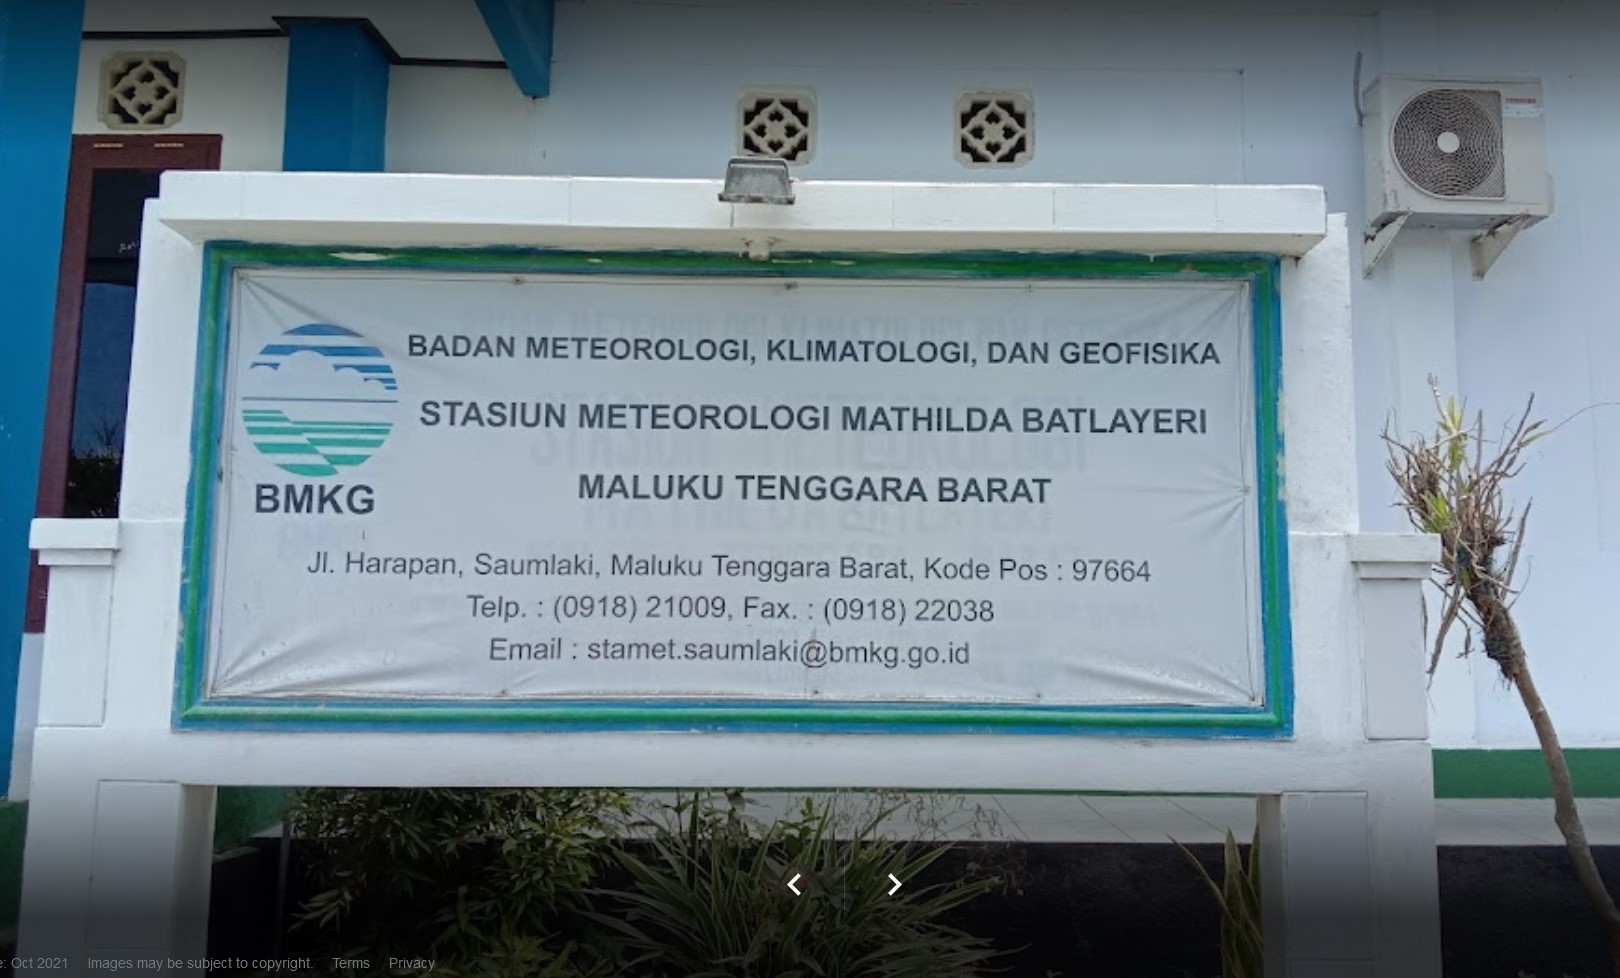 BADAN METEOROLOGI, KLIMATOLOGI, DAN GEOFISIKA
STASIUN METEOROLOGI MATHILDA BATLAYERI
MALUKU TENGGARA BARAT
BMKG
Jl. Harapan, Saumlaki, Maluku Tenggara Barat, Kode Pos : 97664
Telp. : (0918) 21009, Fax. : (0918) 22038
Email : stamet.saumlaki@bmkg.go.id
TOSHIBA
Oct 2021 Images may be subject to copyright. Terms Privacy